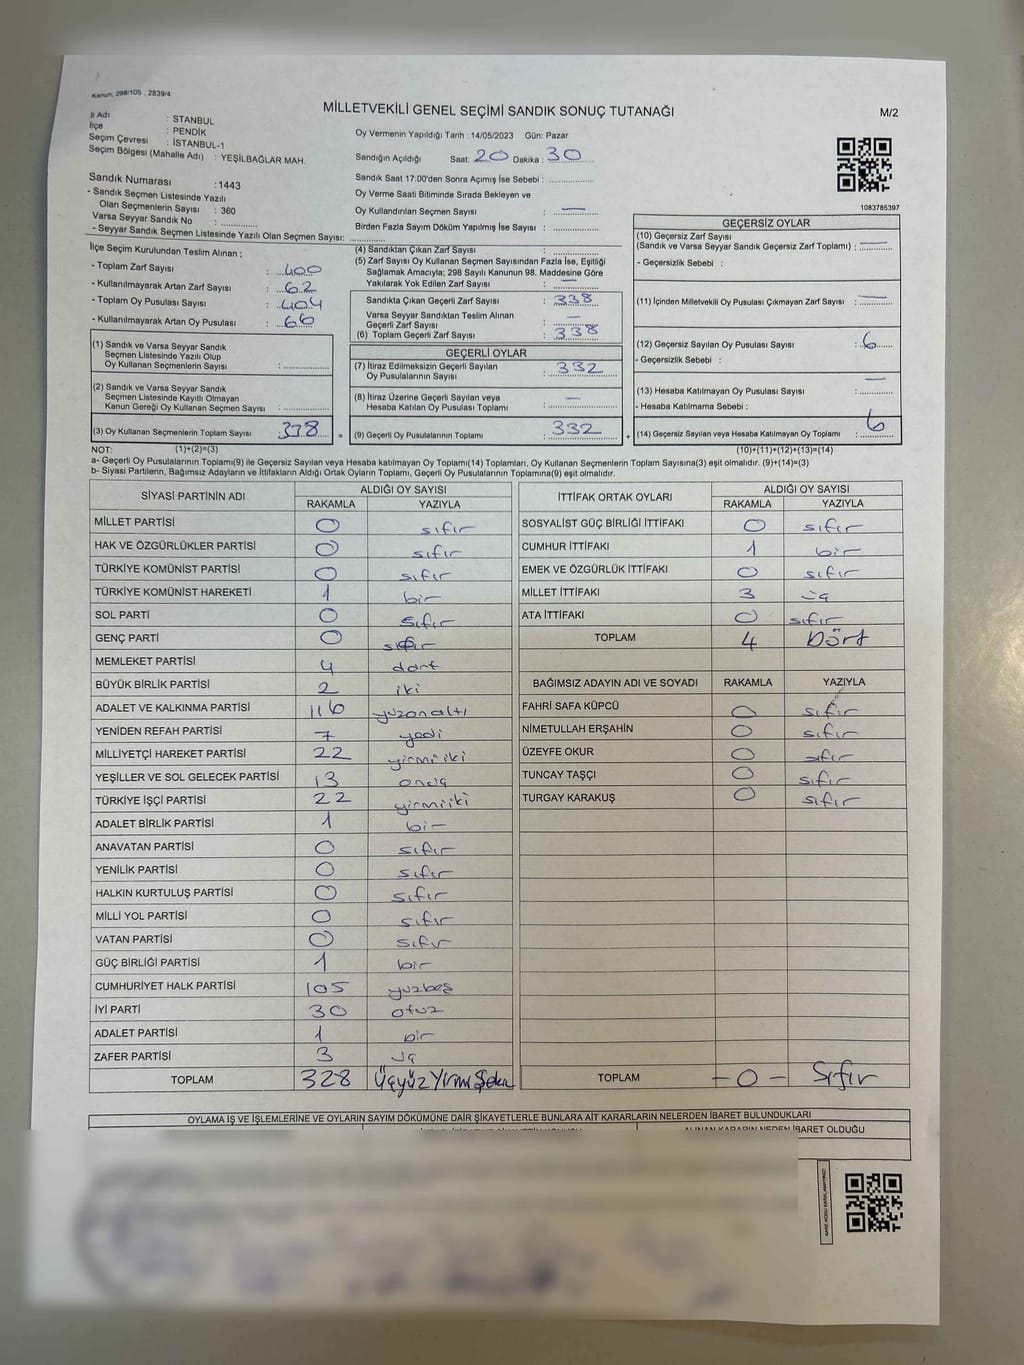 Kanun: 298/105 , 2839/4
MİLLETVEKİLİ GENEL SEÇİMİ SANDIK SONUÇ TUTANAĞI
M/2
İl Adı : STANBUL
İlçe : PENDİK
Seçim Çevresi : İSTANBUL-1
Seçim Bölgesi (Mahalle Adı) : YEŞİLBAĞLAR MAH.
Oy Vermenin Yapıldığı Tarih : 14/05/2023 Gün: Pazar
Sandığın Açıldığı Saat: 20 Dakika : 30
Sandık Saat 17:00'den Sonra Açımış İse Sebebi :
Oy Verme Saati Bitiminde Sırada Bekleyen ve
Oy Kullandırılan Seçmen Sayısı : —
Birden Fazla Sayım Döküm Yapılmış İse Sayısı :
1083785397
Sandık Numarası : 1443
- Sandık Seçmen Listesinde Yazılı
Olan Seçmenlerin Sayısı : 360
Varsa Seyyar Sandık No :
- Seyyar Sandık Seçmen Listesinde Yazılı Olan Seçmen Sayısı:
İlçe Seçim Kurulundan Teslim Alınan ;
- Toplam Zarf Sayısı : 400
- Kullanılmayarak Artan Zarf Sayısı : 62
- Toplam Oy Pusulası Sayısı : 404
- Kullanılmayarak Artan Oy Pusulası : 66
(1) Sandık ve Varsa Seyyar Sandık
Seçmen Listesinde Yazılı Olup
Oy Kullanan Seçmenlerin Sayısı :
(2) Sandık ve Varsa Seyyar Sandık
Seçmen Listesinde Kayıtlı Olmayan
Kanun Gereği Oy Kullanan Seçmen Sayısı :
(3) Oy Kullanan Seçmenlerin Toplam Sayısı 338 =
(4) Sandıktan Çıkan Zarf Sayısı :
(5) Zarf Sayısı Oy Kullanan Seçmen Sayısından Fazla İse, Eşitliği
Sağlamak Amacıyla; 298 Sayılı Kanunun 98. Maddesine Göre
Yakılarak Yok Edilen Zarf Sayısı : —
Sandıkta Çıkan Geçerli Zarf Sayısı : 338
Varsa Seyyar Sandıktan Teslim Alınan
Geçerli Zarf Sayısı : —
(6) Toplam Geçerli Zarf Sayısı : 338
GEÇERLİ OYLAR
(7) İtiraz Edilmeksizin Geçerli Sayılan
Oy Pusulalarının Sayısı : 332
(8) İtiraz Üzerine Geçerli Sayılan veya
Hesaba Katılan Oy Pusulası Toplamı : —
(9) Geçerli Oy Pusulalarının Toplamı : 332 +
GEÇERSİZ OYLAR
(10) Geçersiz Zarf Sayısı
(Sandık ve Varsa Seyyar Sandık Geçersiz Zarf Toplamı) : —
- Geçersizlik Sebebi :
(11) İçinden Milletvekili Oy Pusulası Çıkmayan Zarf Sayısı : —
(12) Geçersiz Sayılan Oy Pusulası Sayısı : 6
- Geçersizlik Sebebi :
(13) Hesaba Katılmayan Oy Pusulası Sayısı : —
- Hesaba Katılmama Sebebi :
(14) Geçersiz Sayılan veya Hesaba Katılmayan Oy Toplamı : 6
NOT: (1)+(2)=(3) (10)+(11)+(12)+(13)=(14)
a- Geçerli Oy Pusulalarının Toplamı(9) ile Geçersiz Sayılan veya Hesaba katılmayan Oy Toplamı(14) Toplamları, Oy Kullanan Seçmenlerin Toplam Sayısına(3) eşit olmalıdır. (9)+(14)=(3)
b- Siyasi Partilerin, Bağımsız Adayların ve İttifakların Aldığı Ortak Oyların Toplamı, Geçerli Oy Pusulalarının Toplamına(9) eşit olmalıdır.
SİYASİ PARTİNİN ADI ALDIĞI OY SAYISI
RAKAMLA YAZIYLA
MİLLET PARTİSİ 0 sıfır
HAK VE ÖZGÜRLÜKLER PARTİSİ 0 sıfır
TÜRKİYE KOMÜNİST PARTİSİ 0 sıfır
TÜRKİYE KOMÜNİST HAREKETİ 1 bir
SOL PARTİ 0 sıfır
GENÇ PARTİ 0 sıfır
MEMLEKET PARTİSİ 4 dört
BÜYÜK BİRLİK PARTİSİ 2 iki
ADALET VE KALKINMA PARTİSİ 116 yüzonaltı
YENİDEN REFAH PARTİSİ 7 yedi
MİLLİYETÇİ HAREKET PARTİSİ 22 yirmiiki
YEŞİLLER VE SOL GELECEK PARTİSİ 13 onüç
TÜRKİYE İŞÇİ PARTİSİ 22 yirmiiki
ADALET BİRLİK PARTİSİ 1 bir
ANAVATAN PARTİSİ 0 sıfır
YENİLİK PARTİSİ 0 sıfır
HALKIN KURTULUŞ PARTİSİ 0 sıfır
MİLLİ YOL PARTİSİ 0 sıfır
VATAN PARTİSİ 0 sıfır
GÜÇ BİRLİĞİ PARTİSİ 1 bir
CUMHURİYET HALK PARTİSİ 105 yüzbeş
İYİ PARTİ 30 otuz
ADALET PARTİSİ 1 bir
ZAFER PARTİSİ 3 üç
TOPLAM 328 ÜçyüzYirmiSekiz
İTTİFAK ORTAK OYLARI ALDIĞI OY SAYISI
RAKAMLA YAZIYLA
SOSYALİST GÜÇ BİRLİĞİ İTTİFAKI 0 sıfır
CUMHUR İTTİFAKI 1 bir
EMEK VE ÖZGÜRLÜK İTTİFAKI 0 sıfır
MİLLET İTTİFAKI 3 üç
ATA İTTİFAKI 0 sıfır
TOPLAM 4 Dört
BAĞIMSIZ ADAYIN ADI VE SOYADI RAKAMLA YAZIYLA
FAHRİ SAFA KÜPCÜ 0 sıfır
NİMETULLAH ERŞAHİN 0 sıfır
ÜZEYFE OKUR 0 sıfır
TUNCAY TAŞÇI 0 sıfır
TURGAY KARAKUŞ 0 sıfır
TOPLAM -0- Sıfır
OYLAMA İŞ VE İŞLEMLERİNE VE OYLARIN SAYIM DÖKÜMÜNE DAİR ŞİKAYETLERLE BUNLARA AİT KARARLARIN NELERDEN İBARET BULUNDUKLARI
ALINAN KARARIN NEDEN İBARET OLDUĞU